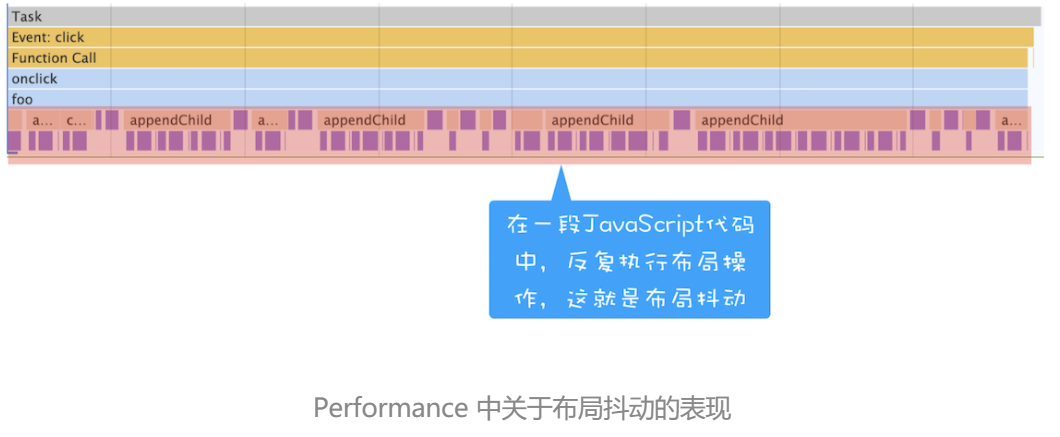 Task
Event: click
Function Call
onclick
foo
a... c... appendChild a... appendChild appendChild appendChild a...
在一段JavaScript代码
中，反复执行布局操
作，这就是布局抖动
Performance 中关于布局抖动的表现